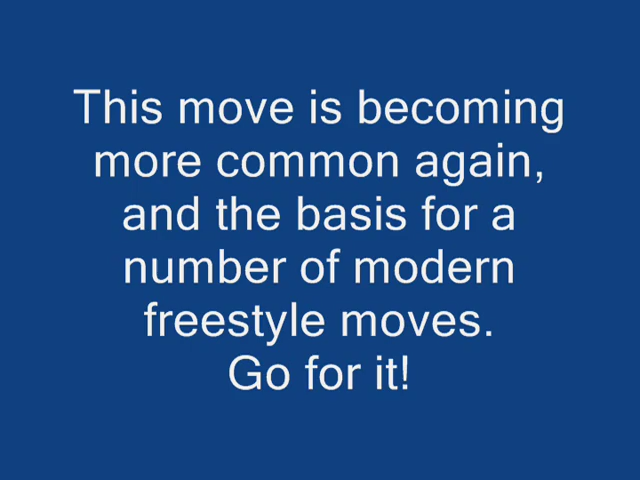 This move is becoming
more common again,
and the basis for a
number of modern
freestyle moves.
Go for it!